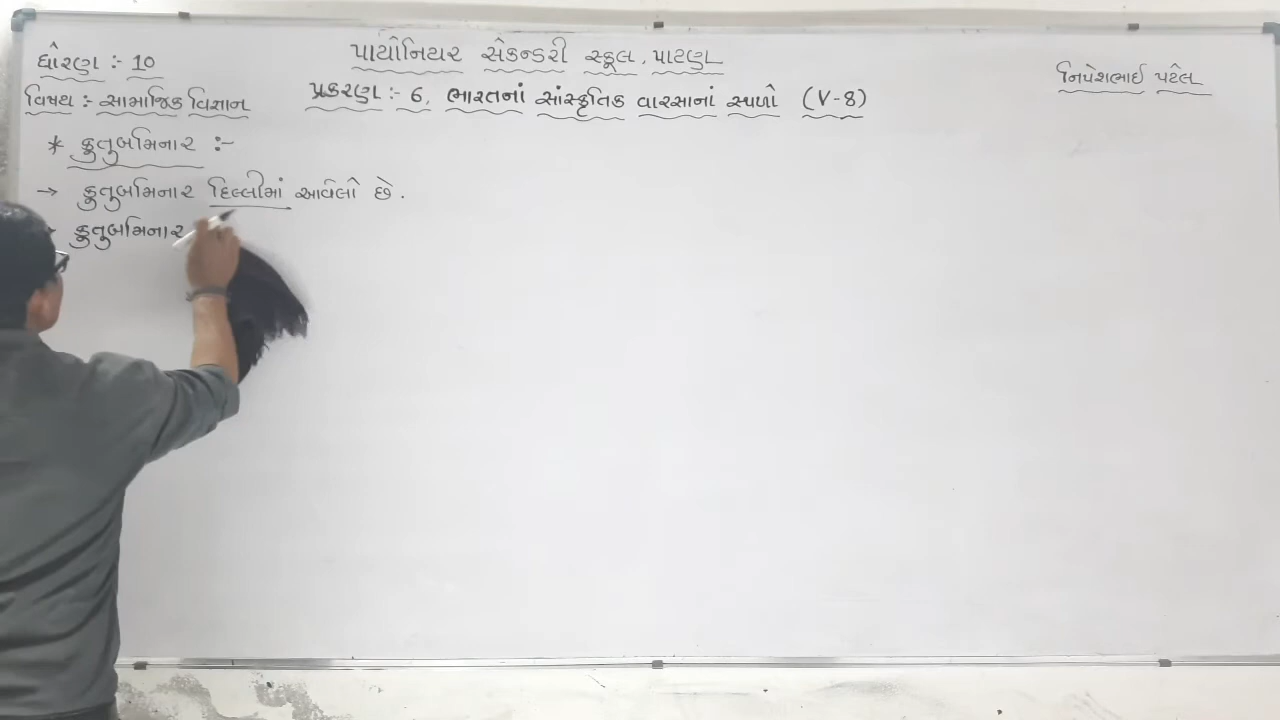 ધોરણ :- 10
પાયોનિયર સેકન્ડરી સ્કૂલ, પાટણ
નિપેશભાઈ પટેલ
વિષય :- સામાજિક વિજ્ઞાન
પ્રકરણ :- 6, ભારતનાં સાંસ્કૃતિક વારસાનાં સ્થળો (V-8)
* કુતુબમિનાર :-
→ કુતુબમિનાર દિલ્લીમાં આવેલો છે.
કુતુબમિનાર